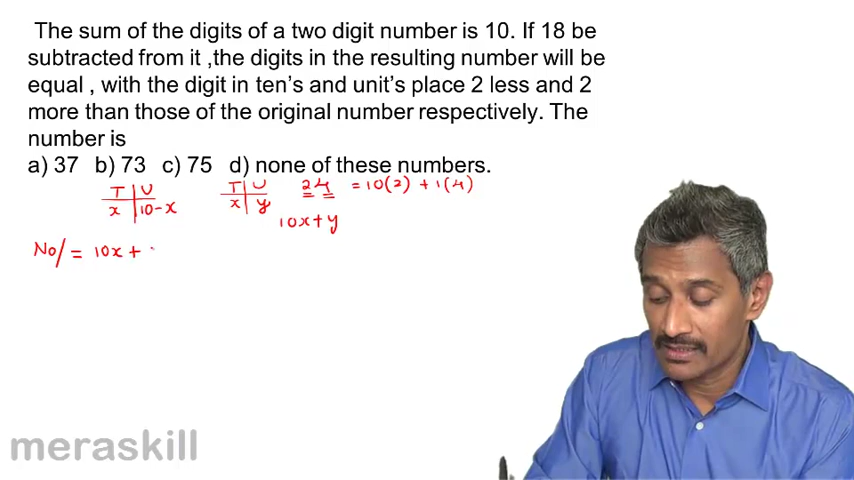 The sum of the digits of a two digit number is 10. If 18 be
subtracted from it ,the digits in the resulting number will be
equal , with the digit in ten's and unit's place 2 less and 2
more than those of the original number respectively. The
number is
a) 37 b) 73 c) 75 d) none of these numbers.
T U T U 24 = 10(2) + 1(4)
x 10-x x y
10x+y
No/= 10x +
meraskill